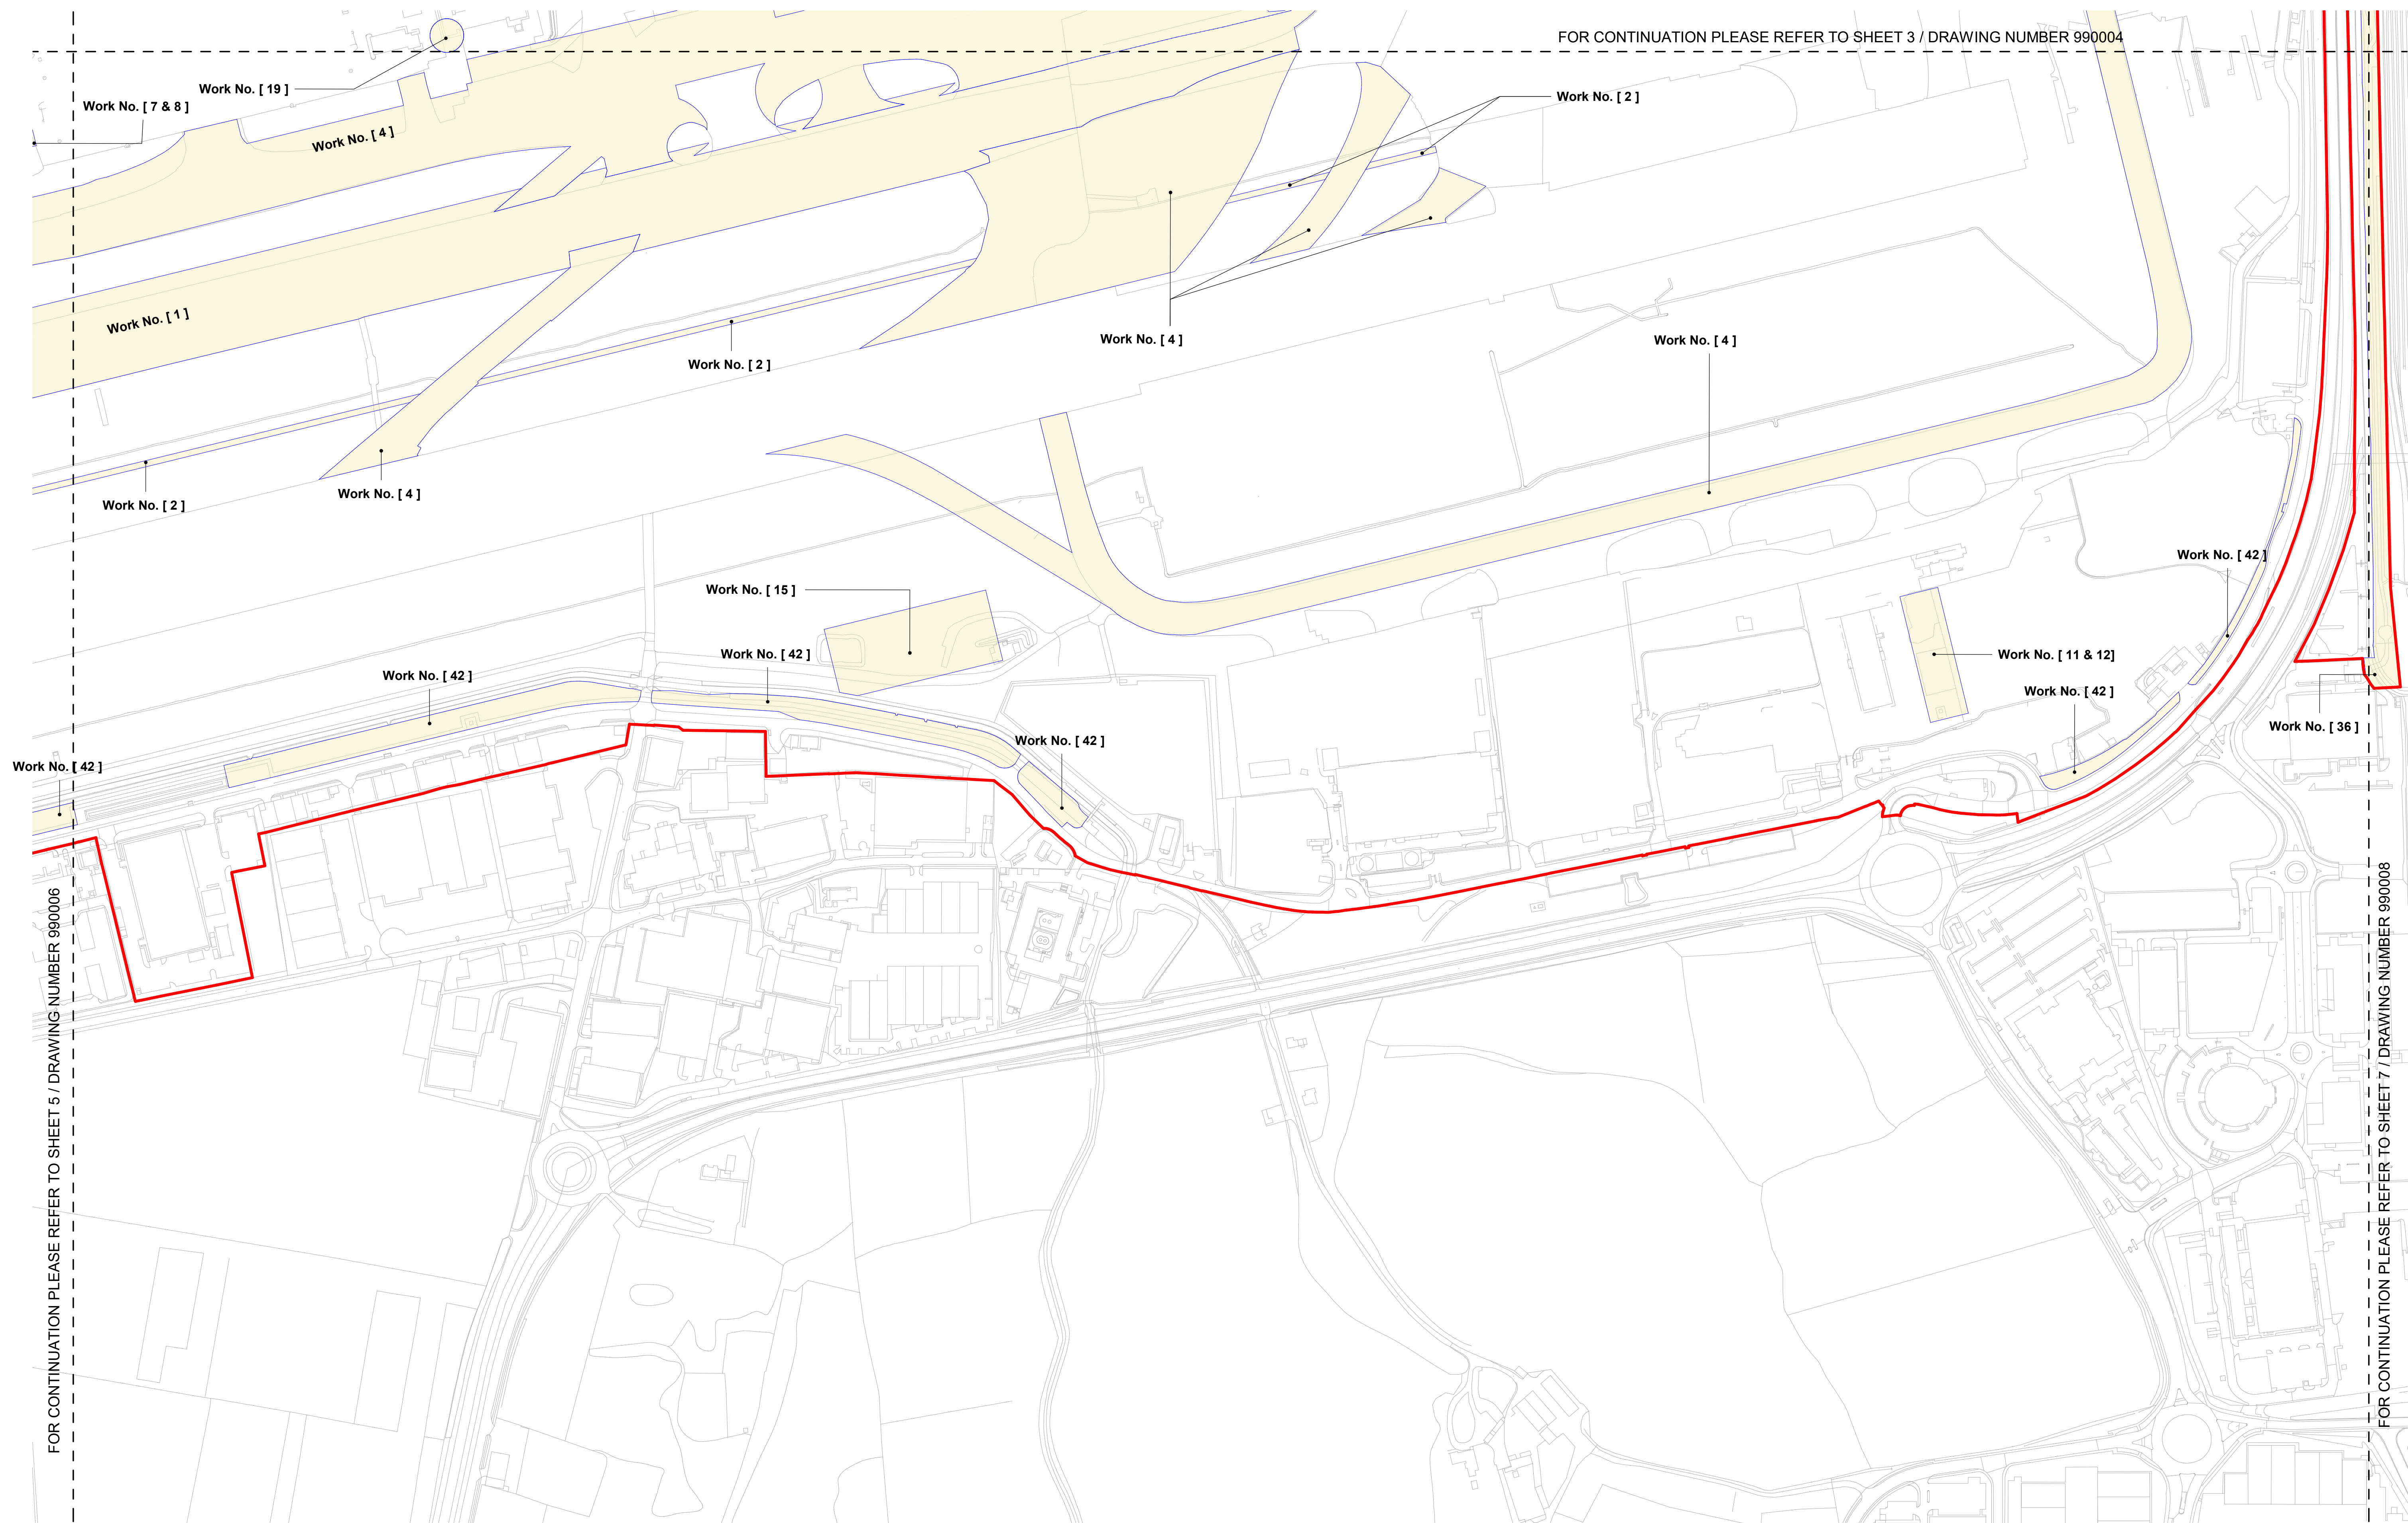 FOR CONTINUATION PLEASE REFER TO SHEET 3 / DRAWING NUMBER 990004
Work No. [ 19 ]
Work No. [ 7 & 8 ]
Work No. [ 2 ]
Work No. [ 4 ]
Work No. [ 1 ]
Work No. [ 4 ]
Work No. [ 4 ]
Work No. [ 2 ]
Work No. [ 4 ]
Work No. [ 2 ]
Work No. [ 42 ]
Work No. [ 15 ]
Work No. [ 42 ]
Work No. [ 11 & 12]
Work No. [ 42 ]
Work No. [ 42 ]
Work No. [ 36 ]
Work No. [ 42 ]
Work No. [ 42 ]
FOR CONTINUATION PLEASE REFER TO SHEET 5 / DRAWING NUMBER 990006
FOR CONTINUATION PLEASE REFER TO SHEET 7 / DRAWING NUMBER 990008